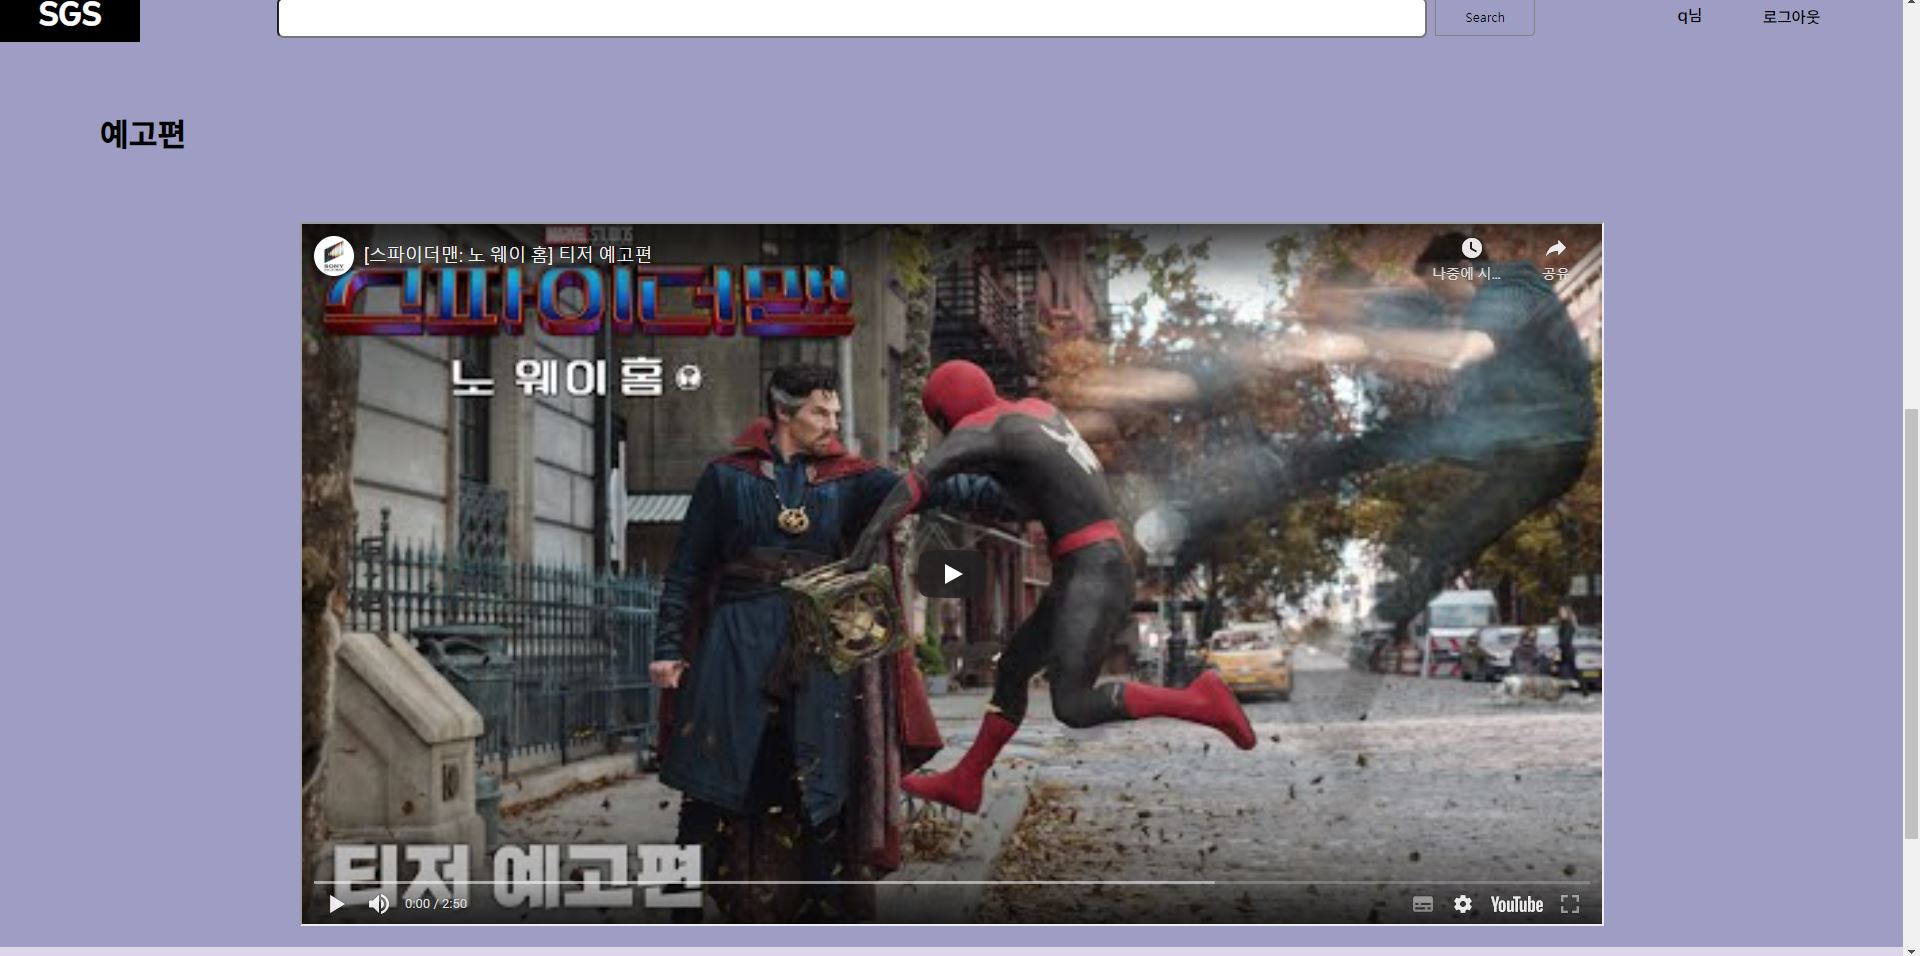 SGS
Search
q님
로그아웃
예고편
MARVEL STUDIOS
[스파이더맨: 노 웨이 홈] 티저 예고편
나중에 시...
공유
스파이더맨
노 웨이 홈
티저 예고편
0:00 / 2:50
YouTube